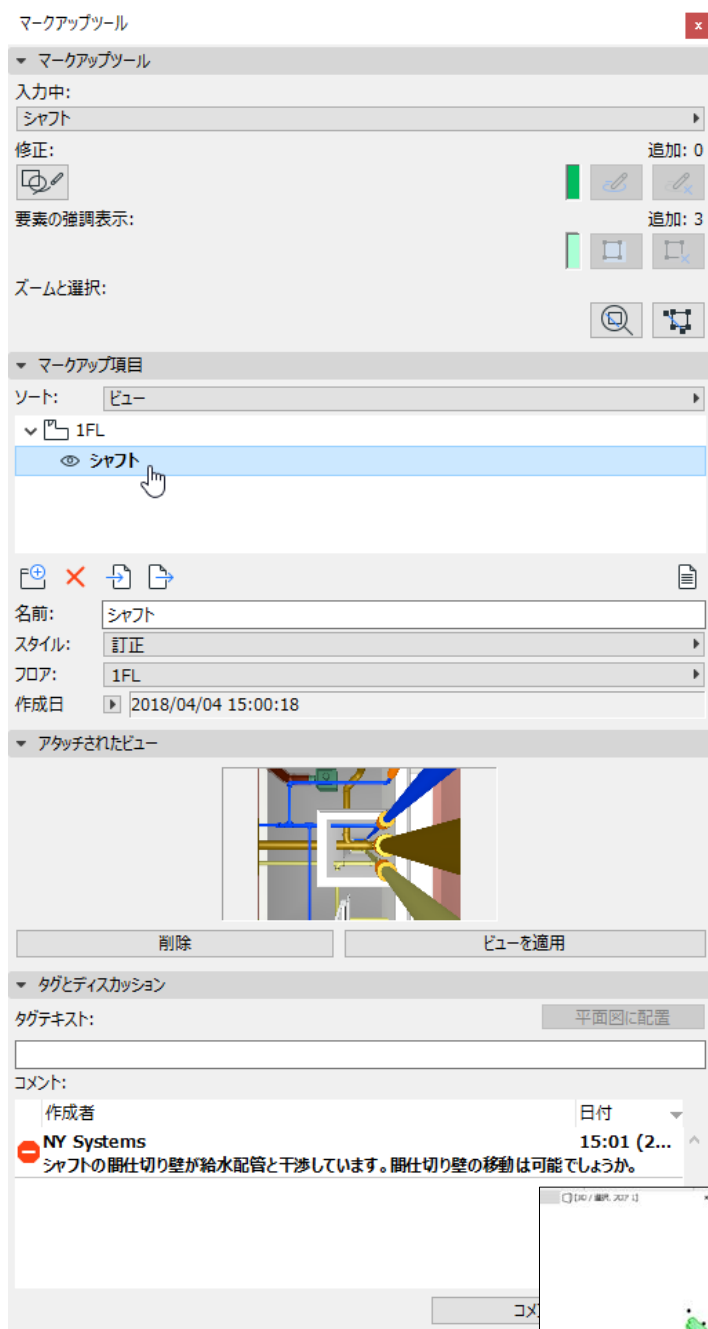 マークアップツール
x
マークアップツール
入力中:
シャフト
修正:
追加: 0
要素の強調表示:
追加: 3
ズームと選択:
マークアップ項目
ソート:
ビュー
1FL
シャフト
名前:
シャフト
スタイル:
訂正
フロア:
1FL
作成日
2018/04/04 15:00:18
アタッチされたビュー
削除
ビューを適用
タグとディスカッション
タグテキスト:
平面図に配置
コメント:
作成者
日付
NY Systems
15:01 (2...
シャフトの間仕切り壁が給水配管と干渉しています。間仕切り壁の移動は可能でしょうか。
[3D / 選択, フロア 1]
コメ